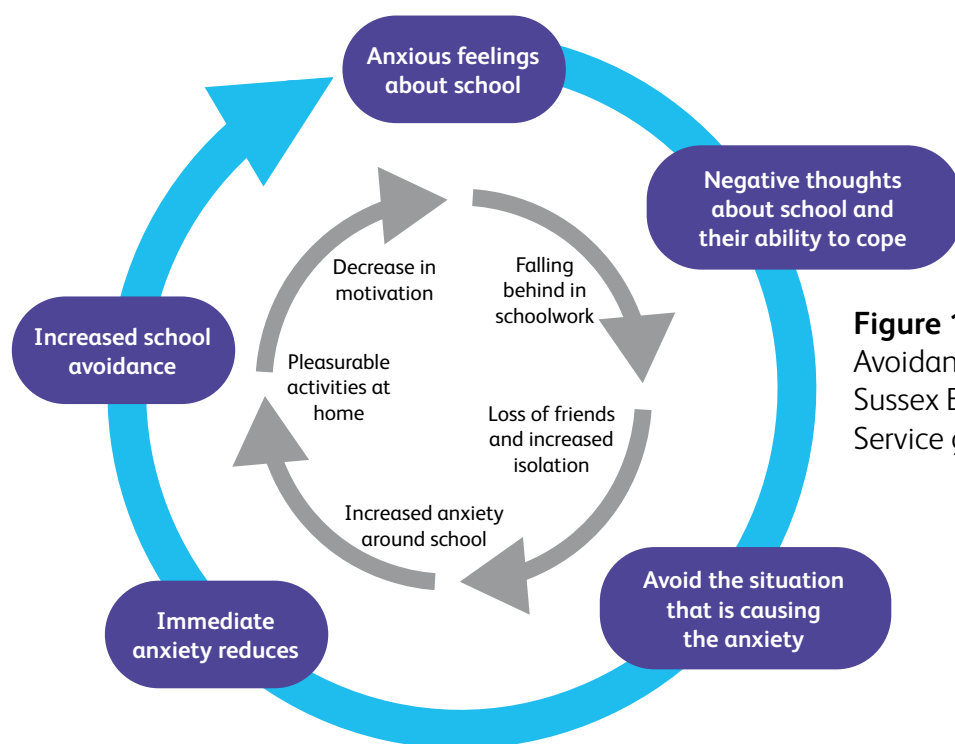 Anxious feelings
about school
Negative thoughts
about school and
their ability to cope
Avoid the situation
that is causing
the anxiety
Immediate
anxiety reduces
Increased school
avoidance
Falling
behind in
schoolwork
Loss of friends
and increased
isolation
Increased anxiety
around school
Pleasurable
activities at
home
Decrease in
motivation
Figure 1
Avoidan
Sussex
Service